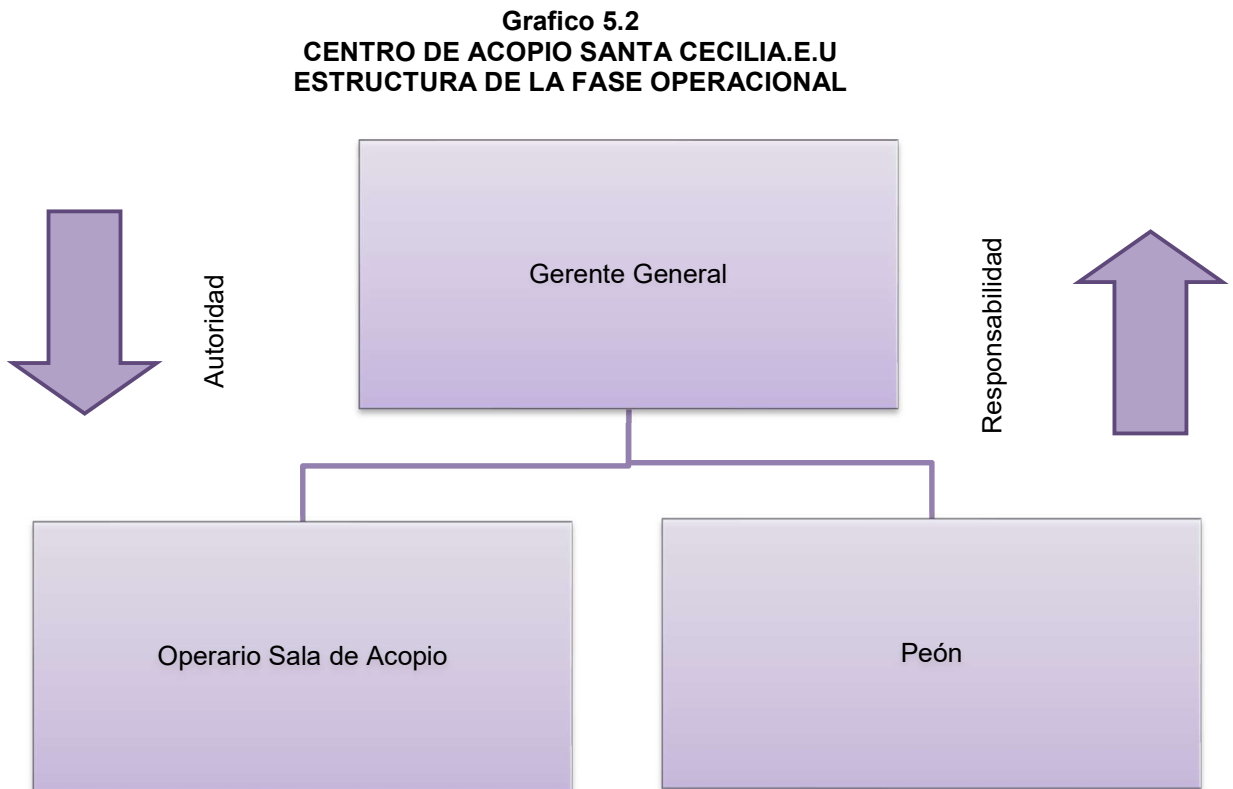 Grafico 5.2
CENTRO DE ACOPIO SANTA CECILIA.E.U
ESTRUCTURA DE LA FASE OPERACIONAL
Gerente General
Autoridad
Responsabilidad
Operario Sala de Acopio
Peón